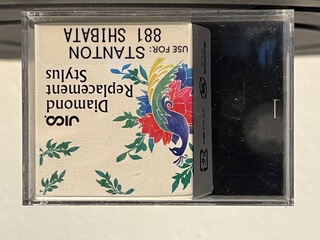 JICO.
Diamond
Replacement
Stylus
USE FOR:
STANTON
881 SHIBATA